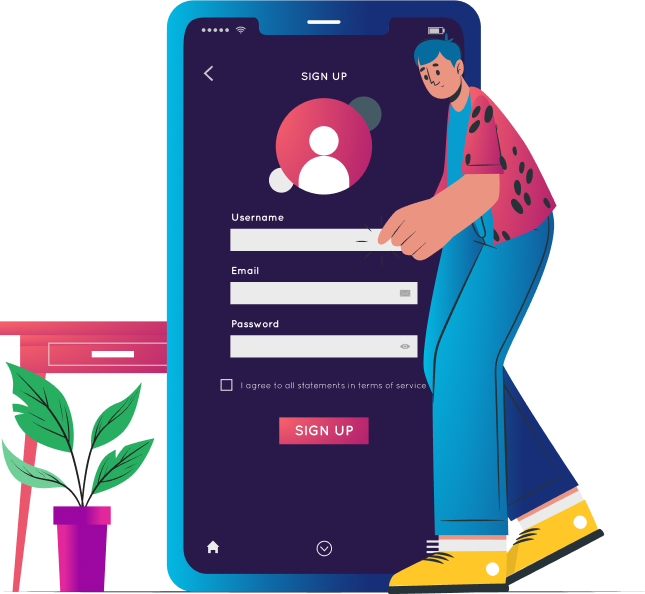 SIGN UP
Username
Email
Password
I agree to all statements in terms of service
SIGN UP